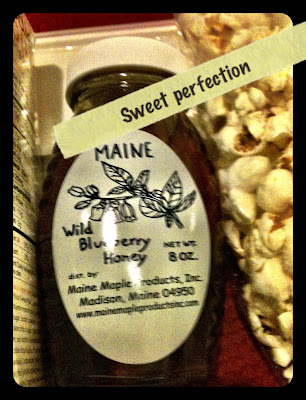 Sweet perfection
MAINE
Wild
Blueberry
Honey
NET WT.
8 OZ.
dist. by
Maine Maple Products, Inc.
Madison, Maine 04950
www.mainemapleproductsinc.com